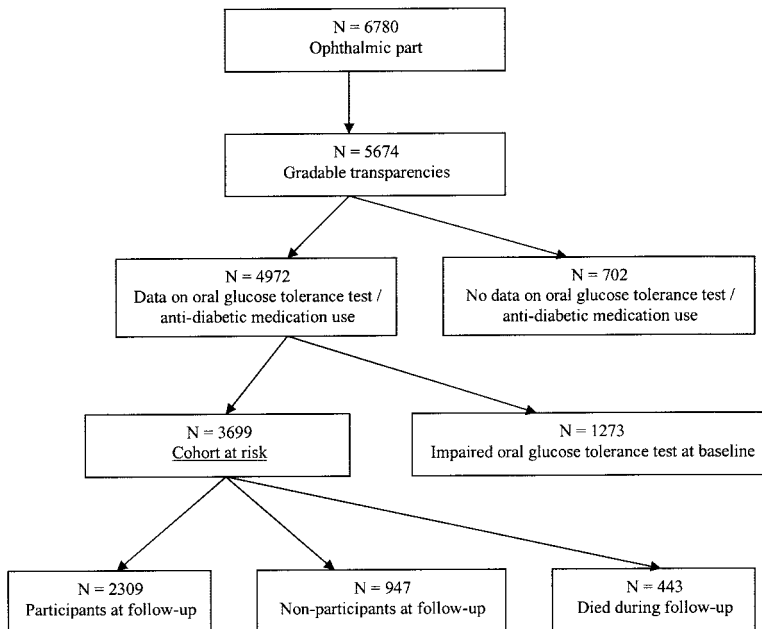 N = 6780
Ophthalmic part
N = 5674
Gradable transparencies
N = 4972
Data on oral glucose tolerance test /
anti-diabetic medication use
N = 702
No data on oral glucose tolerance test /
anti-diabetic medication use
N = 3699
Cohort at risk
N = 1273
Impaired oral glucose tolerance test at baseline
N = 2309
Participants at follow-up
N = 947
Non-participants at follow-up
N = 443
Died during follow-up